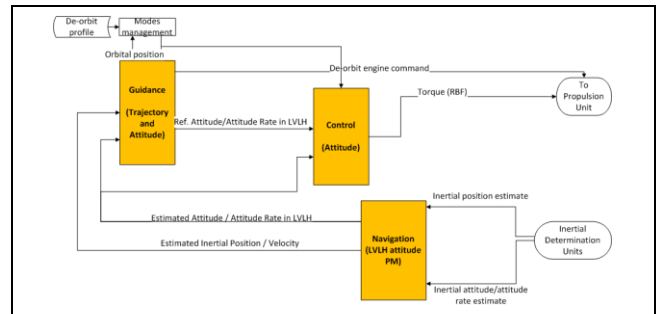 De-orbit
profile
Modes
management
Orbital position
De-orbit engine command
Guidance
(Trajectory
and
Attitude)
To
Propulsion
Unit
Torque (RBF)
Control
(Attitude)
Ref. Attitude/Attitude Rate in LVLH
Inertial position estimate
Estimated Attitude / Attitude Rate in LVLH
Navigation
(LVLH attitude
PM)
Inertial
Determination
Units
Estimated Inertial Position / Velocity
Inertial attitude/attitude
rate estimate